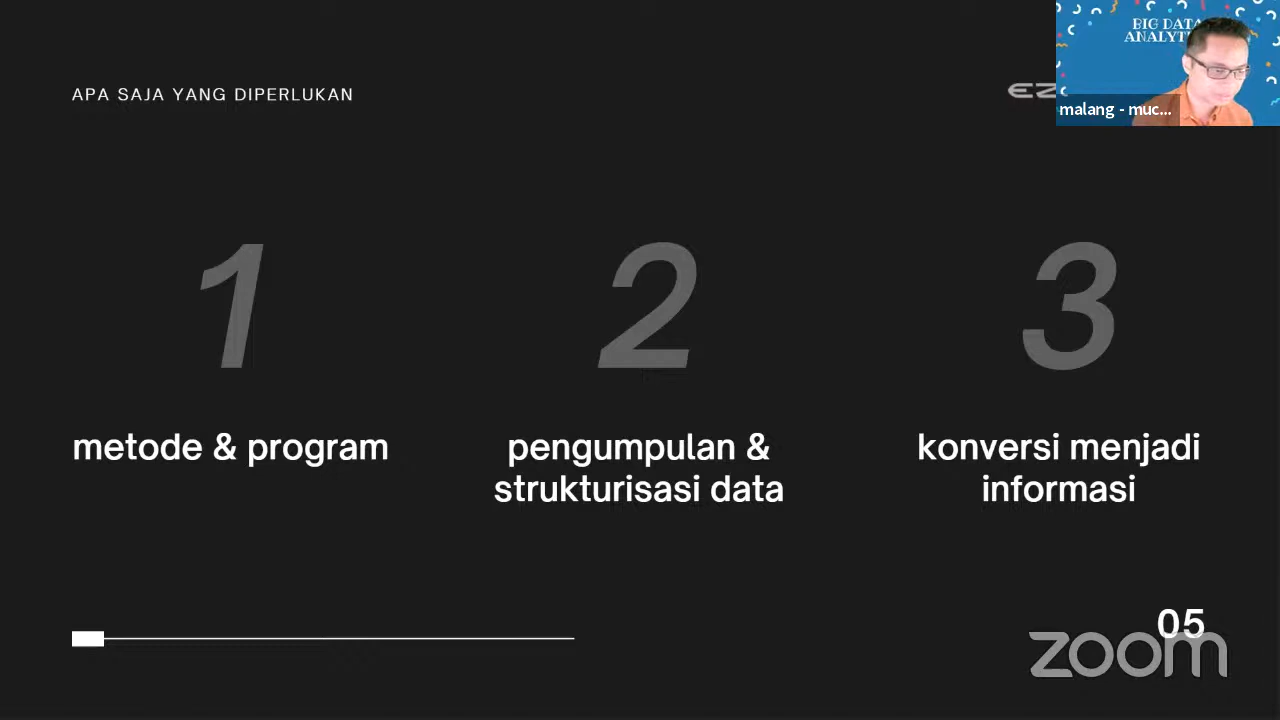 APA SAJA YANG DIPERLUKAN
BIG DATA
malang - muc...
1
metode & program
2
pengumpulan &
strukturisasi data
3
konversi menjadi
informasi
05
zoom